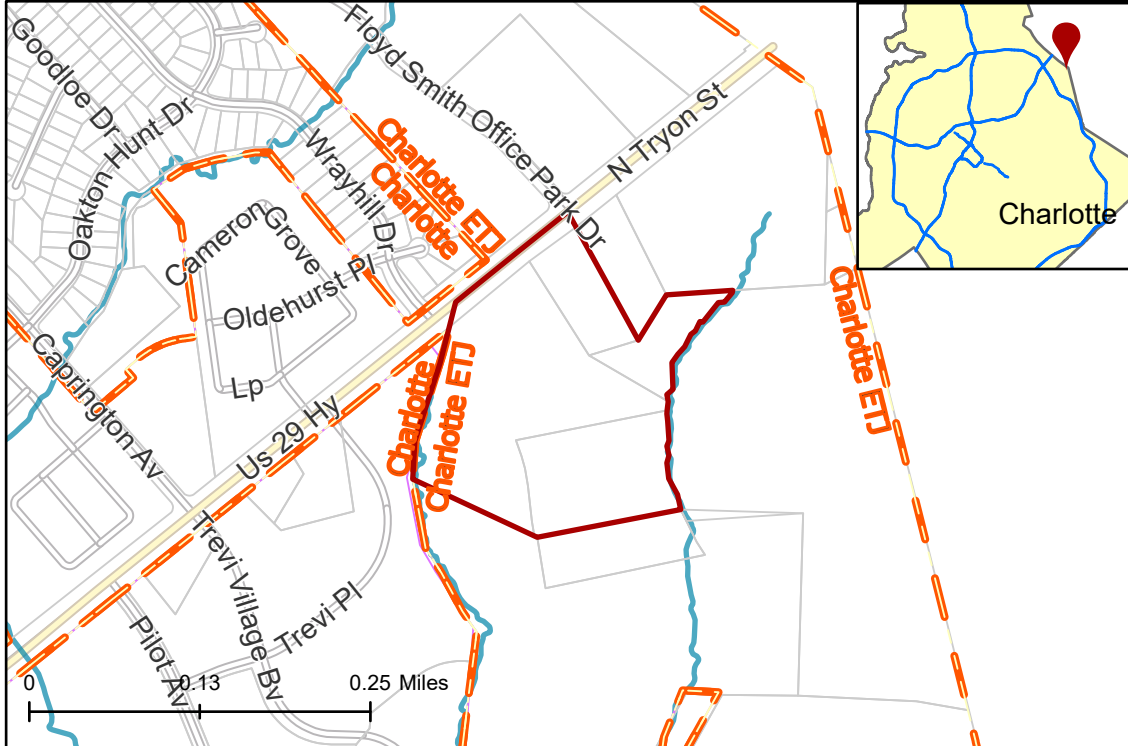 Goodloe Dr
Oakton Hunt Dr
Floyd Smith Office Park Dr
N Tryon St
Charlotte ETJ
Charlotte
Wrayhill Dr
Cameron
Grove
Oldehurst Pl
Lp
Charlotte
Caprington Av
Us 29 Hy
Charlotte
Charlotte ETJ
Charlotte ETJ
Trevi Village Bv
Trevi Pl
Pilot Av
0
0.13
0.25 Miles